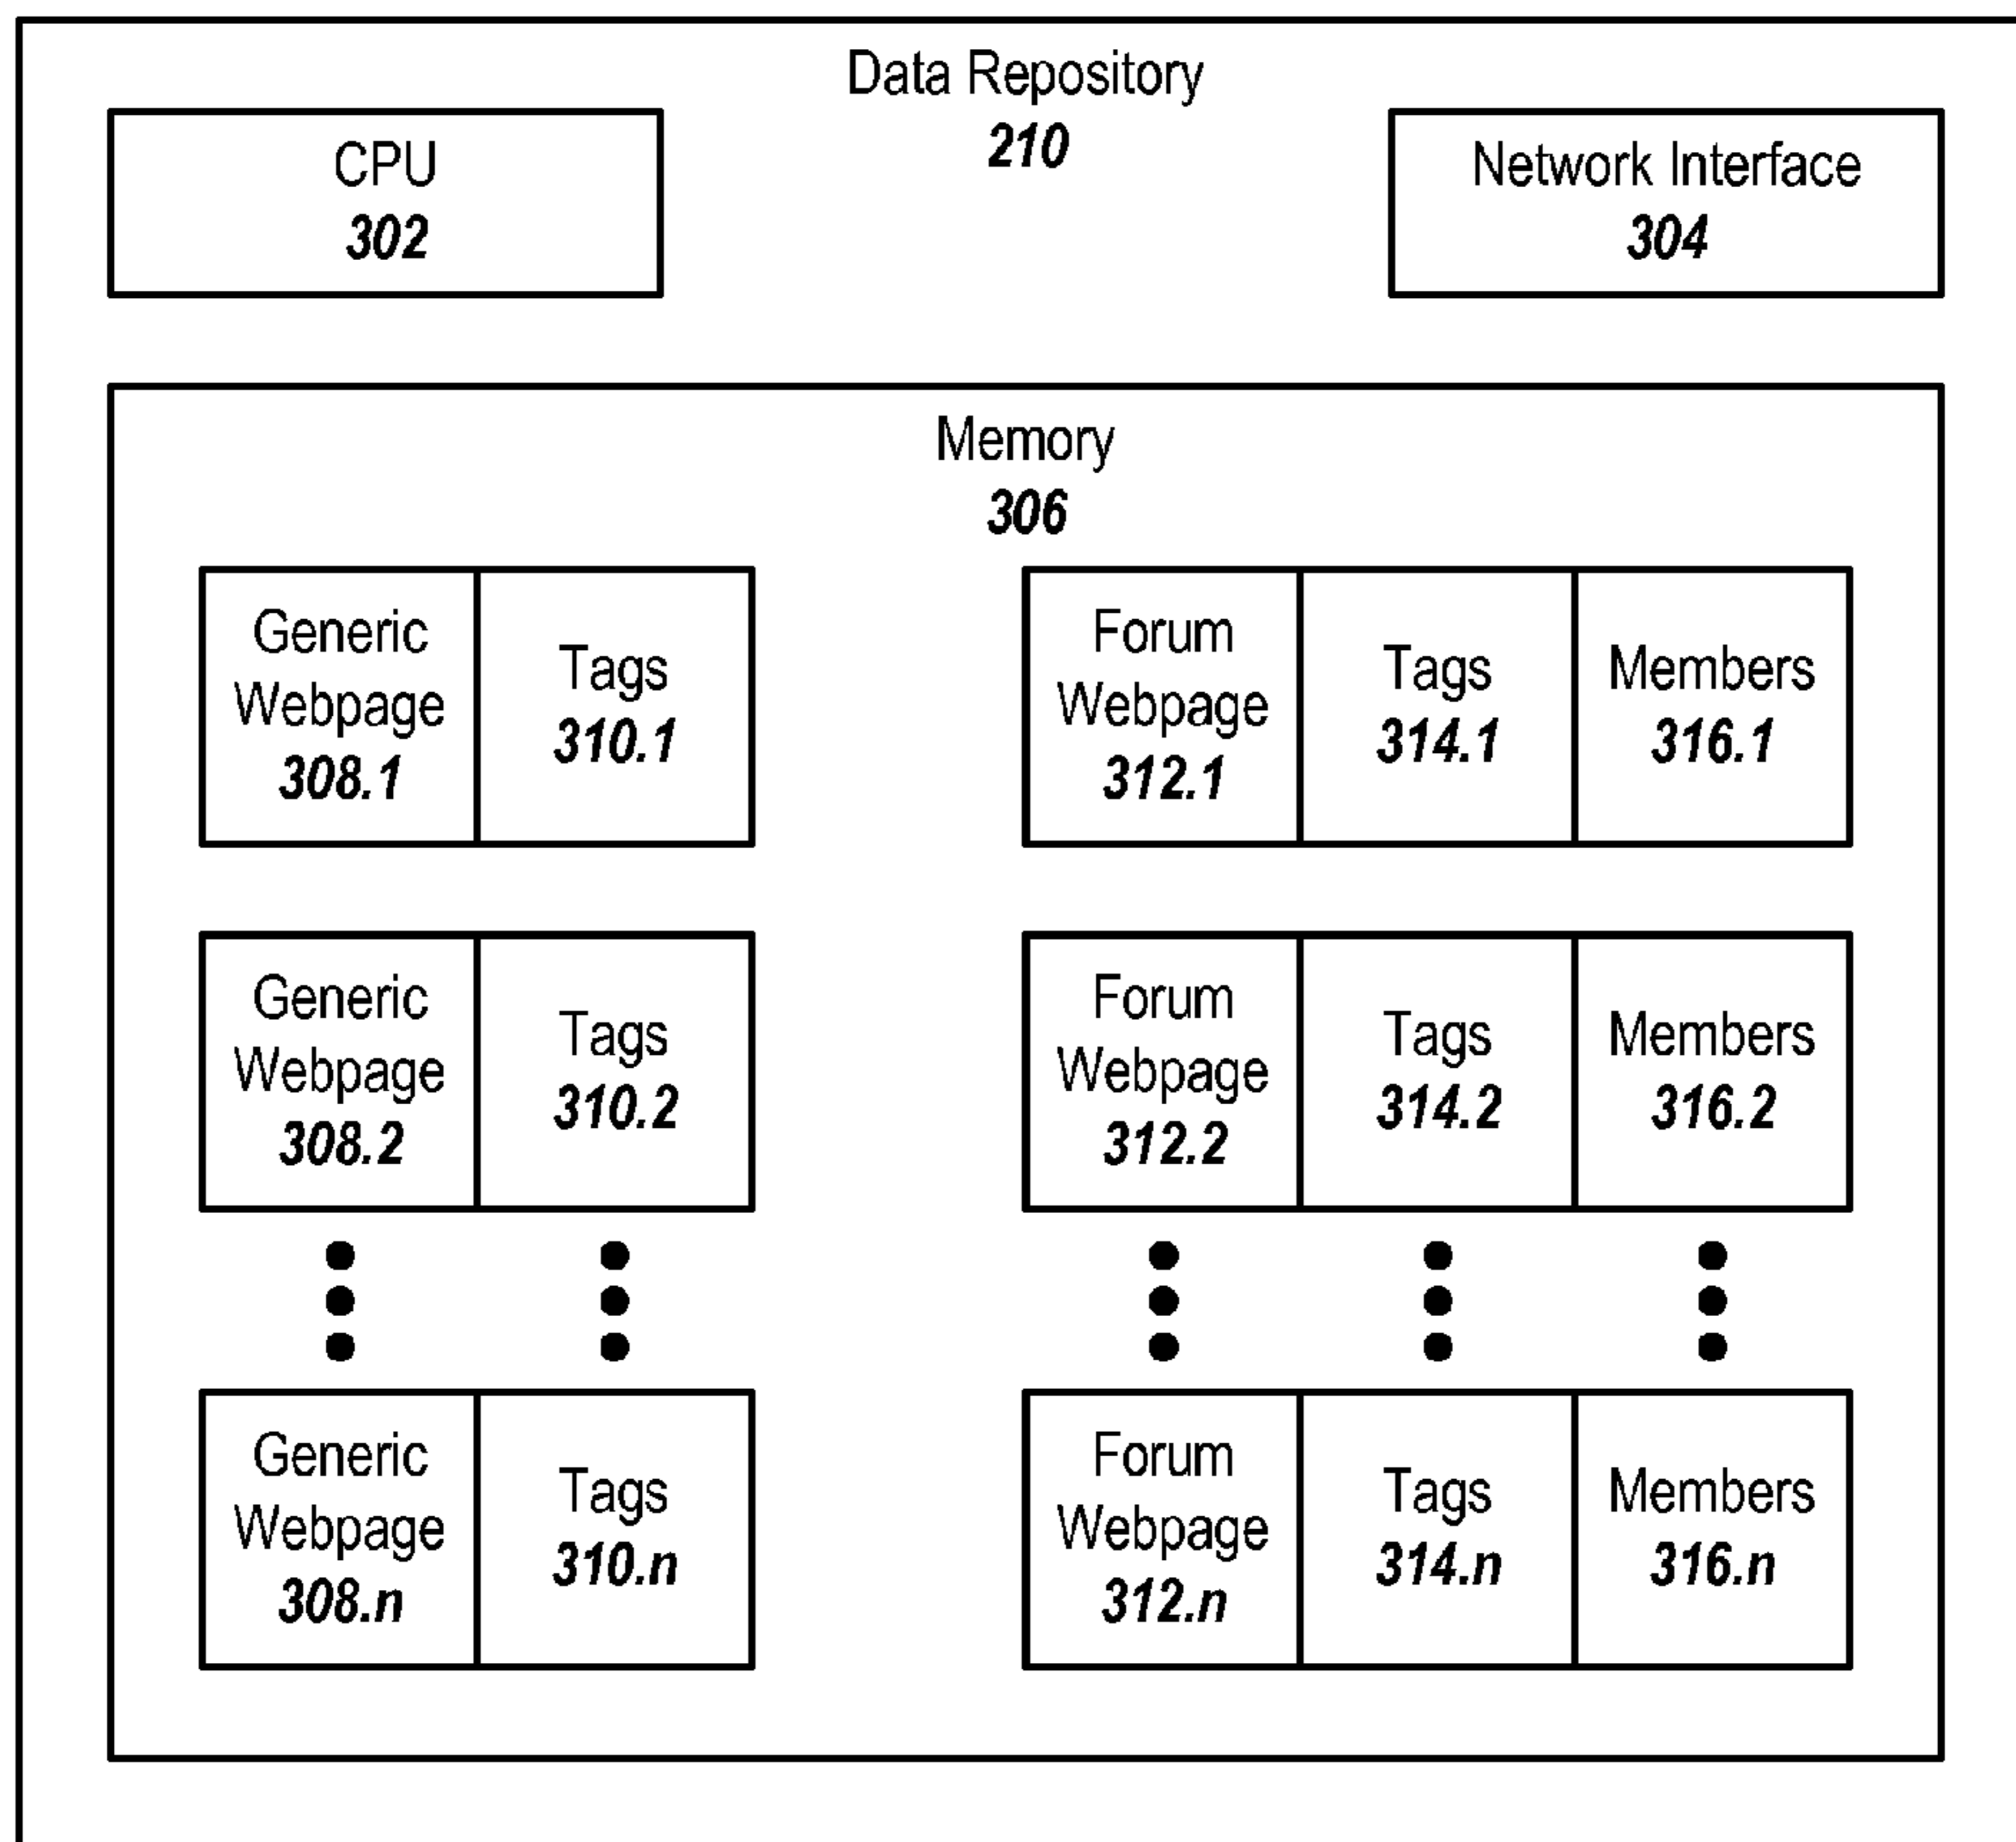 Data Repository
210
CPU
302
Network Interface
304
Memory
306
Generic
Webpage
308.1
Tags
310.1
Forum
Webpage
312.1
Tags
314.1
Members
316.1
Generic
Webpage
308.2
Tags
310.2
Forum
Webpage
312.2
Tags
314.2
Members
316.2
Generic
Webpage
308.n
Tags
310.n
Forum
Webpage
312.n
Tags
314.n
Members
316.n